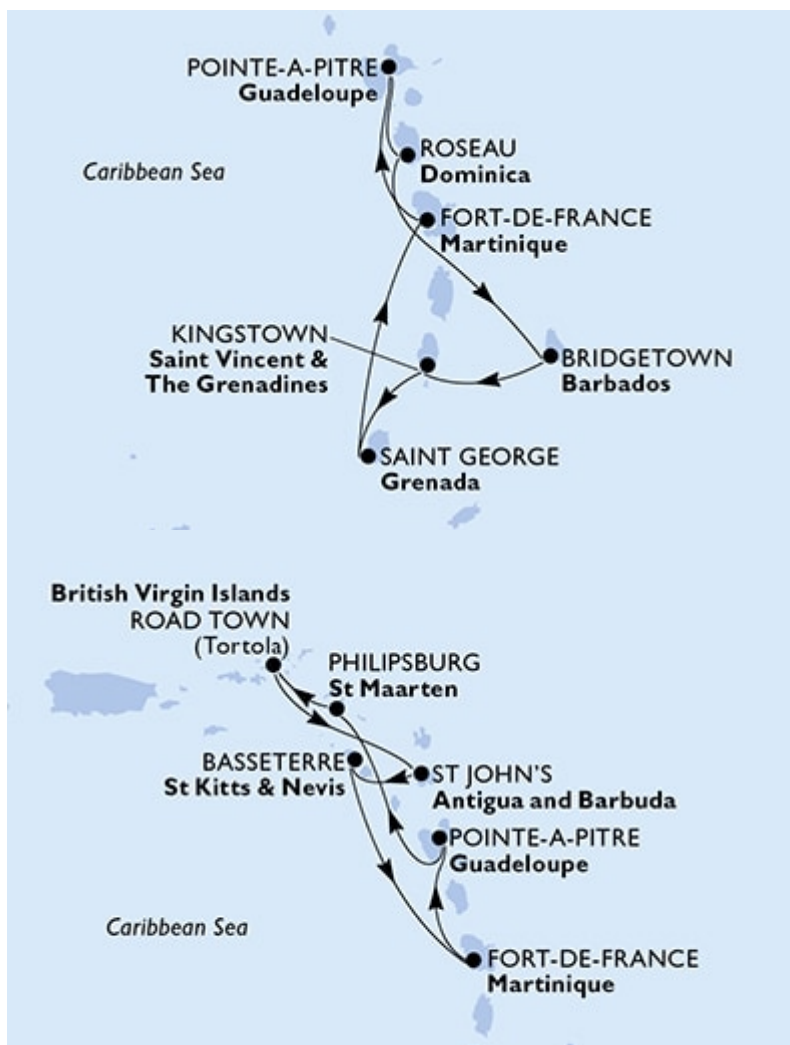 POINTE-A-PITRE
Guadeloupe
Caribbean Sea
ROSEAU
Dominica
FORT-DE-FRANCE
Martinique
KINGSTOWN
Saint Vincent &
The Grenadines
BRIDGETOWN
Barbados
SAINT GEORGE
Grenada
British Virgin Islands
ROAD TOWN
(Tortola)
PHILIPSBURG
St Maarten
BASSETERRE
St Kitts & Nevis
ST JOHN'S
Antigua and Barbuda
POINTE-A-PITRE
Guadeloupe
Caribbean Sea
FORT-DE-FRANCE
Martinique